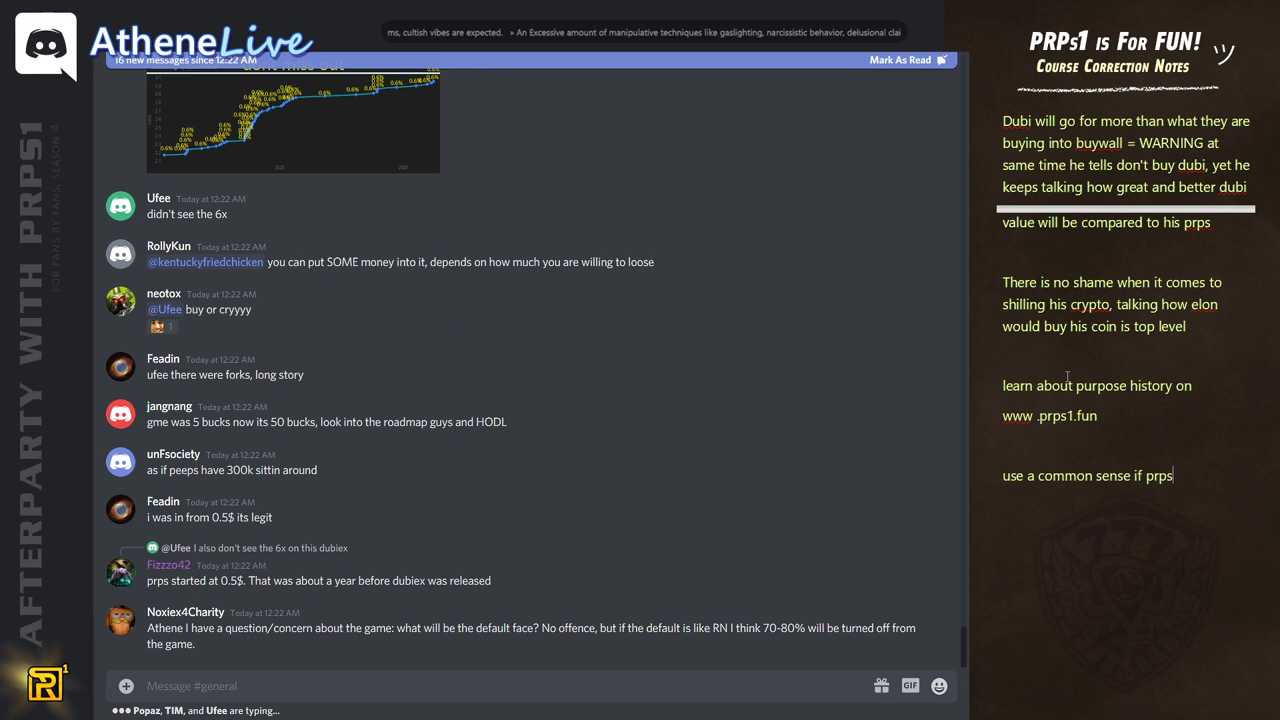 AtheneLive
ms, cultish vibes are expected. » An Excessive amount of manipulative techniques like gaslighting, narcissistic behavior, delusional clai
16 new messages since 12:22 AM
dont miss out
Mark As Read
Ufee Today at 12:22 AM
didn't see the 6x
RollyKun Today at 12:22 AM
@kentuckyfriedchicken you can put SOME money into it, depends on how much you are willing to loose
neotox Today at 12:22 AM
@Ufee buy or cryyyy
1
Feadin Today at 12:22 AM
ufee there were forks, long story
jangnang Today at 12:22 AM
gme was 5 bucks now its 50 bucks, look into the roadmap guys and HODL
unFsociety Today at 12:22 AM
as if peeps have 300k sittin around
Feadin Today at 12:22 AM
i was in from 0.5$ its legit
@Ufee I also don't see the 6x on this dubiex
Fizzzo42 Today at 12:22 AM
prps started at 0.5$. That was about a year before dubiex was released
Noxiex4Charity Today at 12:22 AM
Athene I have a question/concern about the game: what will be the default face? No offence, but if the default is like RN I think 70-80% will be turned off from
the game.
Message #general
GIF
Popaz, TIM, and Ufee are typing...
AFTERPARTY WITH PRPS1
FOR FANS BY FANS, SEASON 4
PRPs1 is For FUN!
Course Correction Notes
Dubi will go for more than what they are
buying into buywall = WARNING at
same time he tells don't buy dubi, yet he
keeps talking how great and better dubi
value will be compared to his prps
There is no shame when it comes to
shilling his crypto, talking how elon
would buy his coin is top level
learn about purpose history on
www .prps1.fun
use a common sense if prps